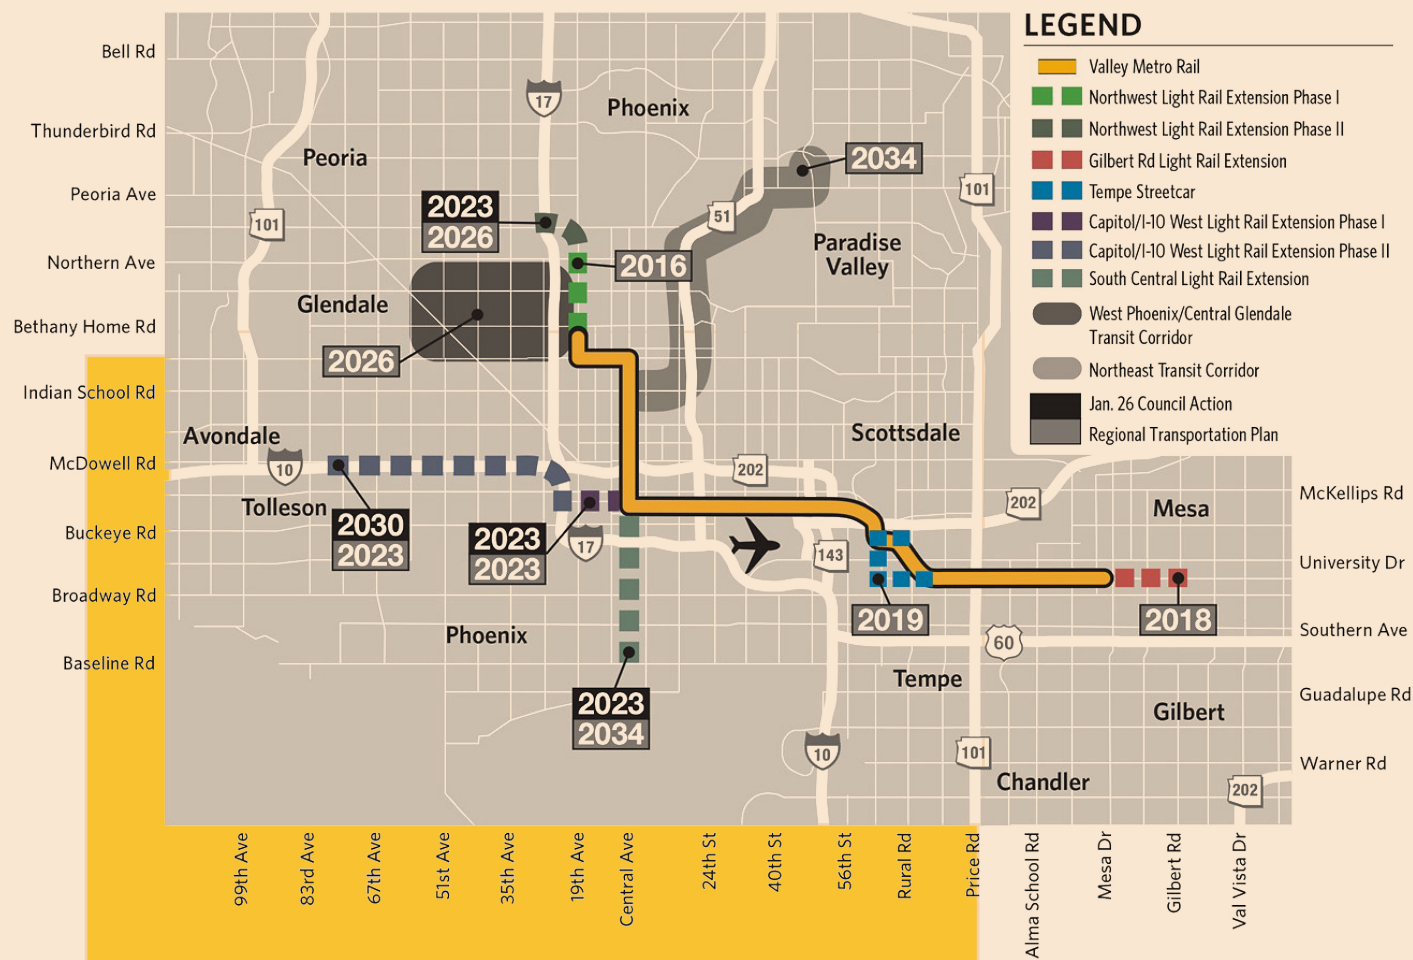 LEGEND
Valley Metro Rail
Northwest Light Rail Extension Phase I
Northwest Light Rail Extension Phase II
Gilbert Rd Light Rail Extension
Tempe Streetcar
Capitol/I-10 West Light Rail Extension Phase I
Capitol/I-10 West Light Rail Extension Phase II
South Central Light Rail Extension
West Phoenix/Central Glendale
Transit Corridor
Northeast Transit Corridor
Jan. 26 Council Action
Regional Transportation Plan
Bell Rd
Thunderbird Rd
Peoria Ave
Northern Ave
Bethany Home Rd
Indian School Rd
McDowell Rd
Buckeye Rd
Broadway Rd
Baseline Rd
17
Phoenix
Peoria
2034
101
2023
2026
51
101
Paradise
Valley
2016
Glendale
2026
Avondale
10
Scottsdale
202
Tolleson
2030
2023
2023
2023
17
143
202
Mesa
2019
2018
Phoenix
60
Tempe
2023
2034
Gilbert
10
101
Chandler
202
McKellips Rd
University Dr
Southern Ave
Guadalupe Rd
Warner Rd
99th Ave
83rd Ave
67th Ave
51st Ave
35th Ave
19th Ave
Central Ave
24th St
40th St
56th St
Rural Rd
Price Rd
Alma School Rd
Mesa Dr
Gilbert Rd
Val Vista Dr